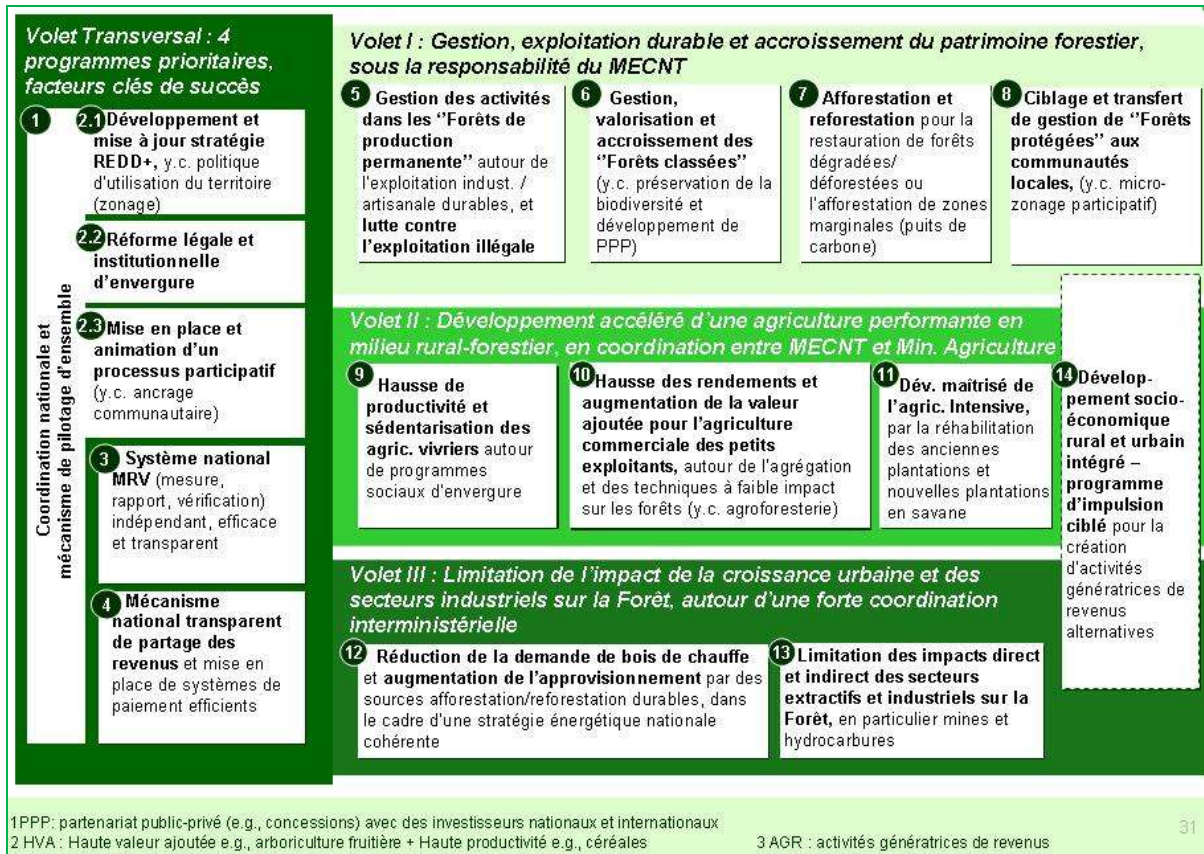 Volet Transversal : 4
programmes prioritaires,
facteurs clés de succès
1
Coordination nationale et
mécanisme de pilotage d'ensemble
2.1 Développement et
mise à jour stratégie
REDD+, y.c. politique
d'utilisation du territoire
(zonage)
2.2 Réforme légale et
institutionnelle
d'envergure
2.3 Mise en place et
animation d'un
processus participatif
(y.c. ancrage
communautaire)
3 Système national
MRV (mesure,
rapport, vérification)
indépendant, efficace
et transparent
4 Mécanisme
national transparent
de partage des
revenus et mise en
place de systèmes de
paiement efficients
Volet I : Gestion, exploitation durable et accroissement du patrimoine forestier,
sous la responsabilité du MECNT
5 Gestion des activités
dans les “Forêts de
production
permanente” autour de
l'exploitation indust. /
artisanale durables, et
lutte contre
l'exploitation illégale
6 Gestion,
valorisation et
accroissement des
“Forêts classées”
(y.c. préservation de la
biodiversité et
développement de
PPP)
7 Afforestation et
reforestation pour la
restauration de forêts
dégradées/
déforestées ou
l'afforestation de zones
marginales (puits de
carbone)
8 Ciblage et transfert
de gestion de “Forêts
protégées” aux
communautés
locales, (y.c. micro-
zonage participatif)
Volet II : Développement accéléré d'une agriculture performante en
milieu rural-forestier, en coordination entre MECNT et Min. Agriculture
9 Hausse de
productivité et
sédentarisation des
agric. vivriers autour
de programmes
sociaux d'envergure
10 Hausse des rendements et
augmentation de la valeur
ajoutée pour l'agriculture
commerciale des petits
exploitants, autour de l'agrégation
et des techniques à faible impact
sur les forêts (y.c. agroforesterie)
11 Dév. maîtrisé de
l'agric. Intensive,
par la réhabilitation
des anciennes
plantations et
nouvelles plantations
en savane
14 Dévelop-
pement socio-
économique
rural et urbain
intégré –
programme
d'impulsion
ciblé pour la
création
d'activités
génératrices de
revenus
alternatives
Volet III : Limitation de l'impact de la croissance urbaine et des
secteurs industriels sur la Forêt, autour d'une forte coordination
interministérielle
12 Réduction de la demande de bois de chauffe
et augmentation de l'approvisionnement par des
sources afforestation/reforestation durables, dans
le cadre d'une stratégie énergétique nationale
cohérente
13 Limitation des impacts direct
et indirect des secteurs
extractifs et industriels sur la
Forêt, en particulier mines et
hydrocarbures
1PPP: partenariat public-privé (e.g., concessions) avec des investisseurs nationaux et internationaux
2 HVA : Haute valeur ajoutée e.g., arboriculture fruitière + Haute productivité e.g., céréales
3 AGR : activités génératrices de revenu
31